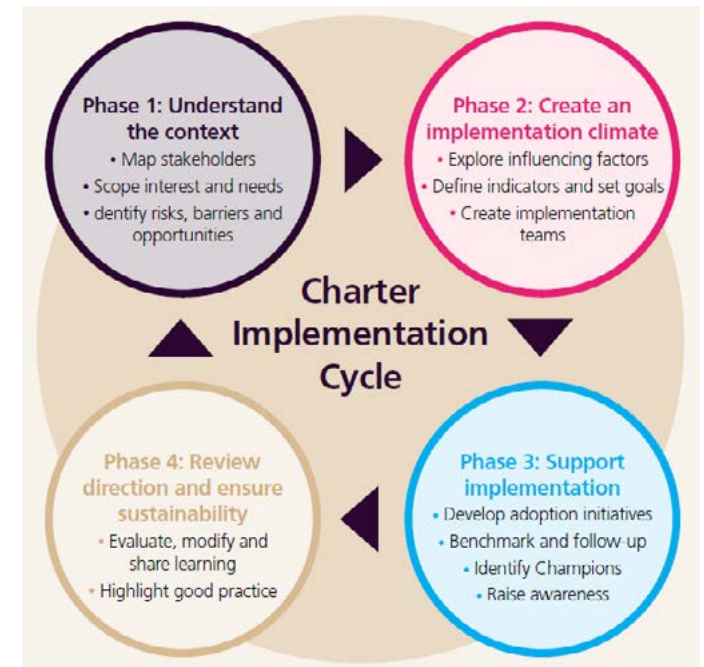 Phase 1: Understand
the context
• Map stakeholders
• Scope interest and needs
• dentify risks, barriers and
opportunities
Phase 2: Create an
implementation climate
• Explore influencing factors
• Define indicators and set goals
• Create implementation
teams
Charter
Implementation
Cycle
Phase 4: Review
direction and ensure
sustainability
• Evaluate, modify and
share learning
• Highlight good practice
Phase 3: Support
implementation
• Develop adoption initiatives
• Benchmark and follow-up
• Identify Champions
• Raise awareness